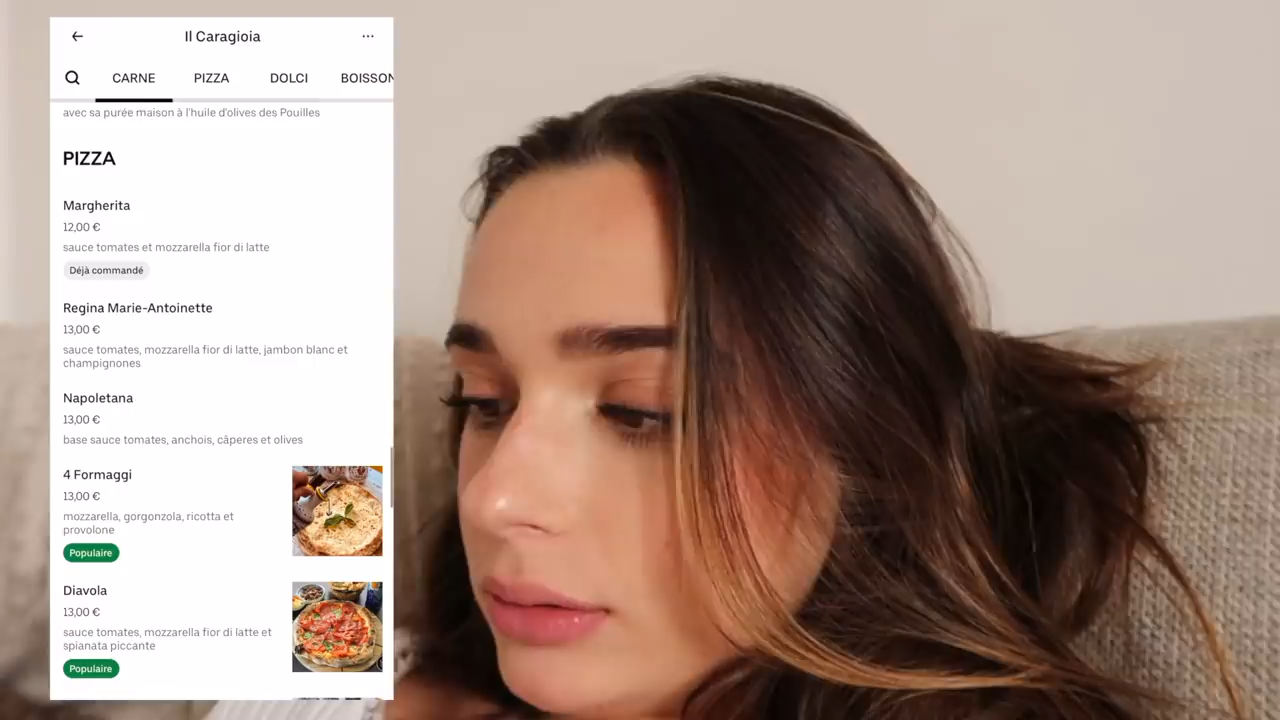 Il Caragioia
CARNE PIZZA DOLCI BOISSON
avec sa purée maison à l'huile d'olives des Pouilles
PIZZA
Margherita
12,00 €
sauce tomates et mozzarella fior di latte
Déjà commandé
Regina Marie-Antoinette
13,00 €
sauce tomates, mozzarella fior di latte, jambon blanc et
champignones
Napoletana
13,00 €
base sauce tomates, anchois, câperes et olives
4 Formaggi
13,00 €
mozzarella, gorgonzola, ricotta et
provolone
Populaire
Diavola
13,00 €
sauce tomates, mozzarella fior di latte et
spianata piccante
Populaire